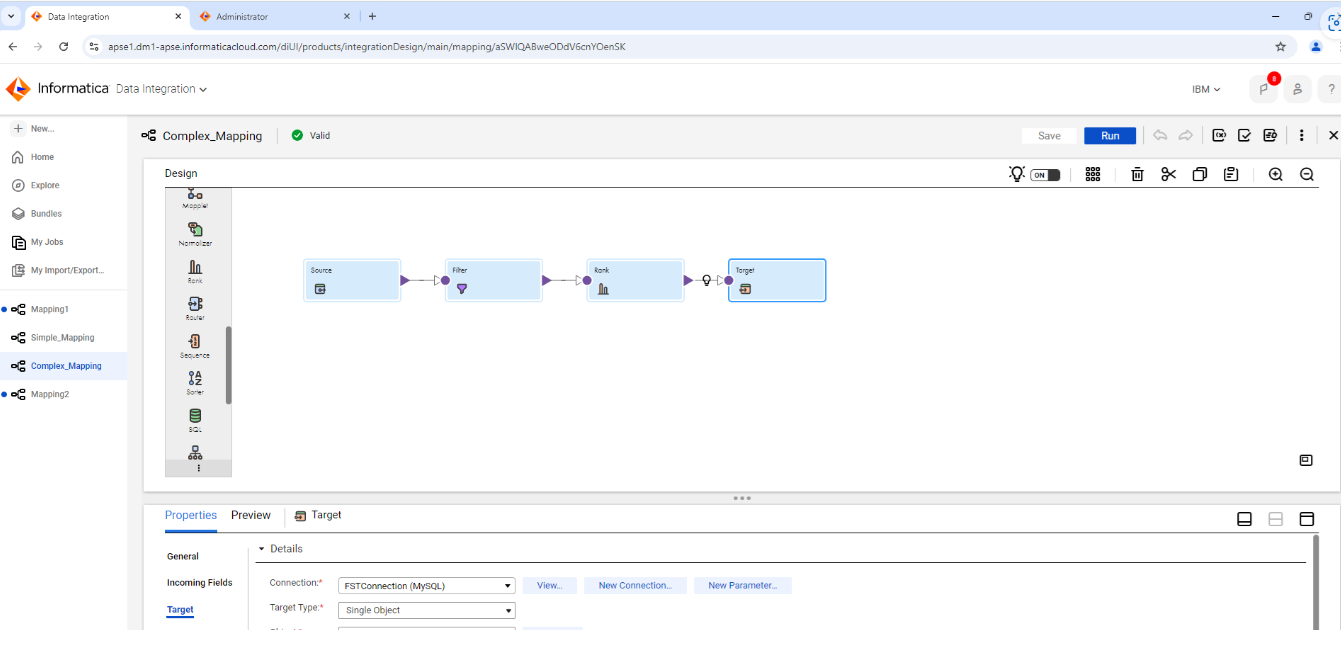 Data Integration
Administrator
apse1.dm1-apse.informaticacloud.com/diUI/products/integrationDesign/main/mapping/aSWIQABweODdV6cnYOenSK
Informatica Data Integration
IBM
8
?
New...
Home
Explore
Bundles
My Jobs
My Import/Export...
Mapping1
Simple_Mapping
Complex_Mapping
Mapping2
Complex_Mapping
Valid
Save
Run
Design
ON
Mapplet
Normalizer
Rank
Router
Sequence
Sorter
SQL
Source
Filter
Rank
Target
Properties
Preview
Target
General
Incoming Fields
Target
Details
Connection:*
FSTConnection (MySQL)
View...
New Connection...
New Parameter...
Target Type:*
Single Object